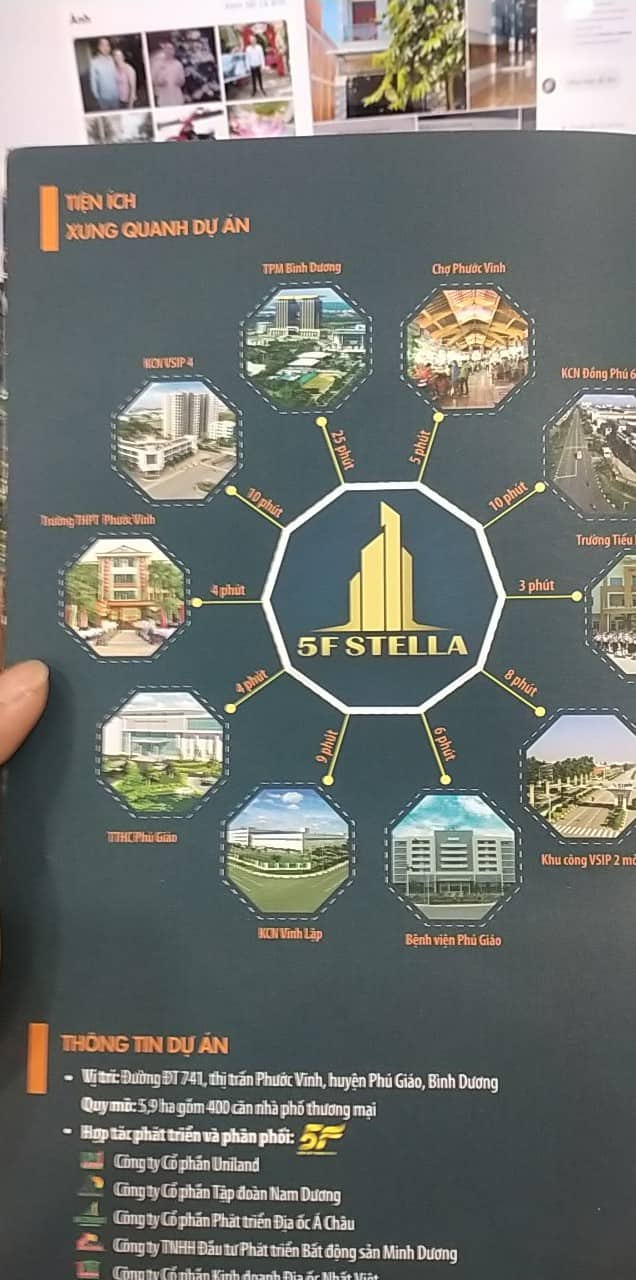 Ảnh
TIỆN ÍCH
XUNG QUANH DỰ ÁN
TPM Bình Dương
Chợ Phước Vĩnh
KCN VSIP 4
KCN Đồng Phú 6
25 phút
5 phút
10 phút
10 phút
Trường THPT Phước Vĩnh
Trường Tiểu
4 phút
3 phút
5F STELLA
4 phút
8 phút
9 phút
6 phút
TTHC Phú Giáo
Khu công VSIP 2 mở
KCN Vĩnh Lập
Bệnh viện Phú Giáo
THÔNG TIN DỰ ÁN
- Vị trí: Đường ĐT 741, thị trấn Phước Vĩnh, huyện Phú Giáo, Bình Dương
Quy mô: 5,9 ha gồm 400 căn nhà phố thương mại
- Hợp tác phát triển và phân phối: 5F
Công ty Cổ phần Uniland
Công ty Cổ phần Tập đoàn Nam Dương
Công ty Cổ phần Phát triển Địa ốc Á Châu
Công ty TNHH Đầu tư Phát triển Bất động sản Minh Dương
Công ty Cổ phần Kinh doanh Địa ốc Nhất Việt